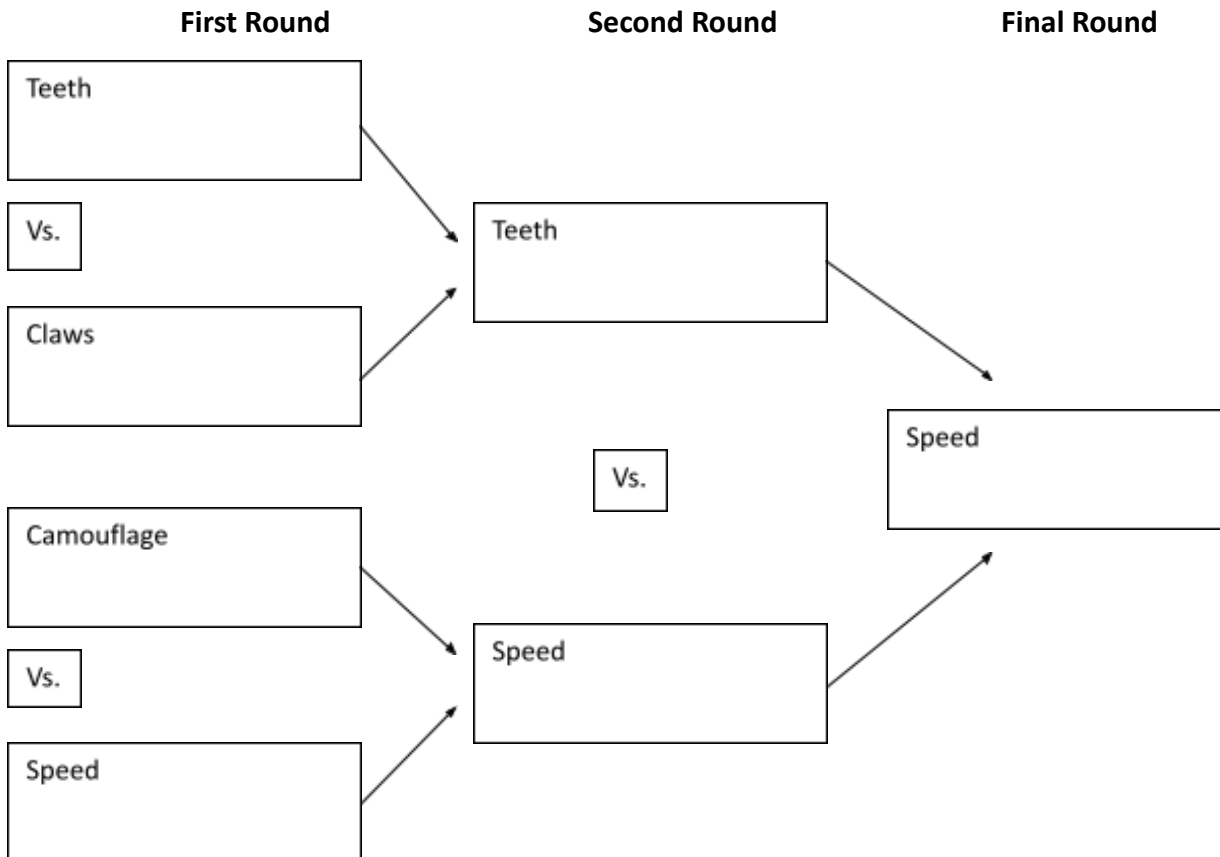 First Round
Second Round
Final Round
Teeth
Vs.
Claws
Camouflage
Vs.
Speed
Teeth
Vs.
Speed
Speed